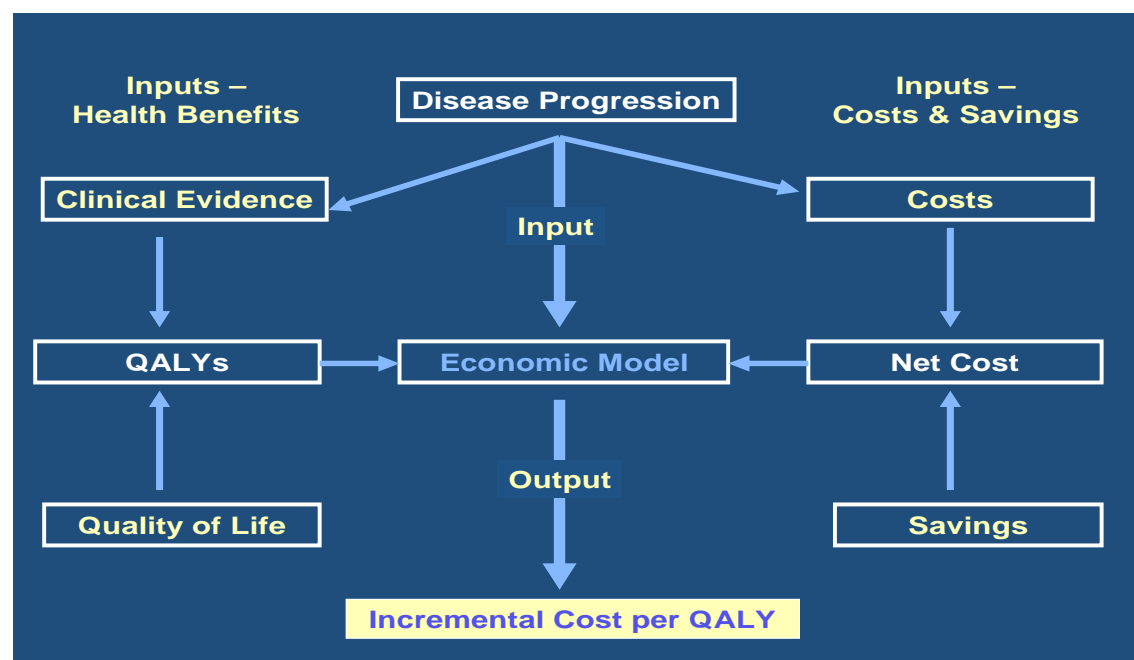 Inputs –
Health Benefits
Disease Progression
Inputs –
Costs & Savings
Clinical Evidence
Input
Costs
QALYs
Economic Model
Net Cost
Output
Quality of Life
Savings
Incremental Cost per QALY